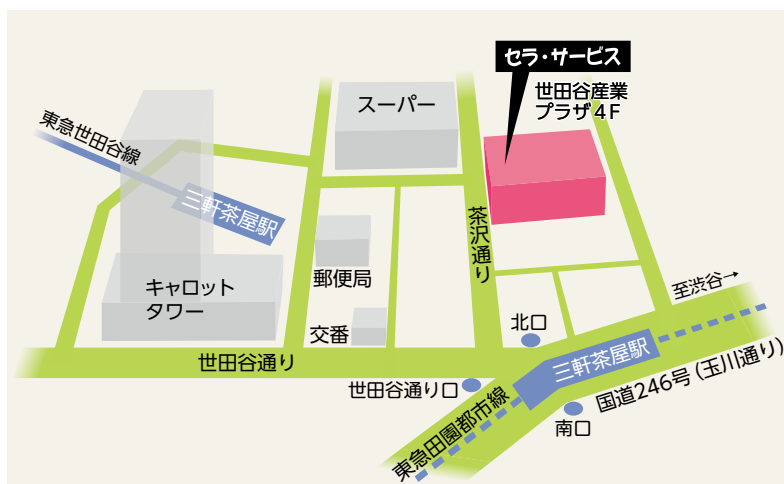 セラ・サービス
世田谷産業
プラザ4F
スーパー
東急世田谷線
三軒茶屋駅
茶沢通り
郵便局
キャロット
タワー
交番
世田谷通り
北口
至渋谷→
三軒茶屋駅
世田谷通り口
国道246号(玉川通り)
東急田園都市線
南口